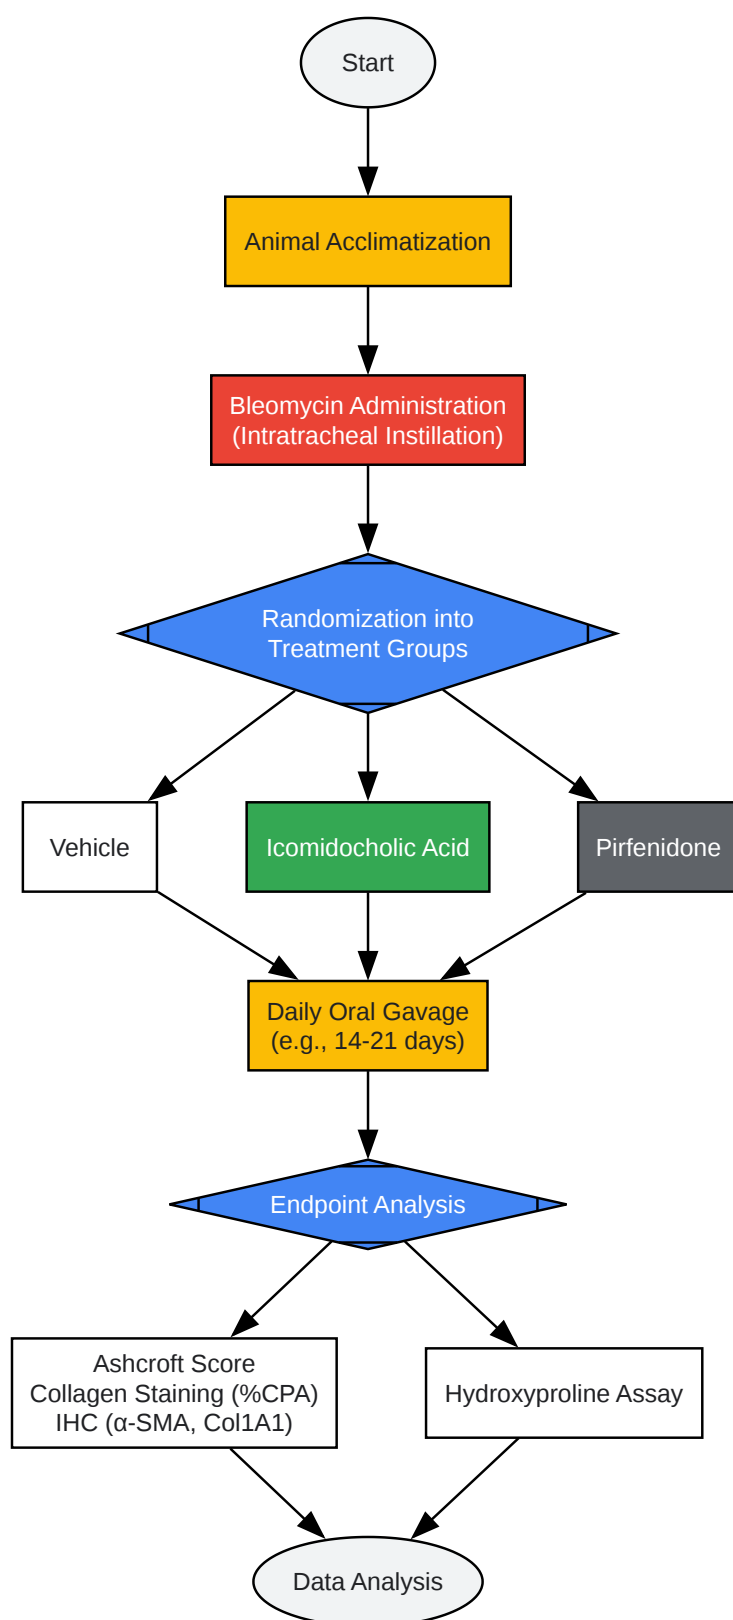 Start
Animal Acclimatization
Bleomycin Administration
(Intratracheal Instillation)
Randomization into
Treatment Groups
Vehicle
Icomidocholic Acid
Pirfenidone
Daily Oral Gavage
(e.g., 14-21 days)
Endpoint Analysis
Ashcroft Score
Collagen Staining (%CPA)
IHC (α-SMA, Col1A1)
Hydroxyproline Assay
Data Analysis